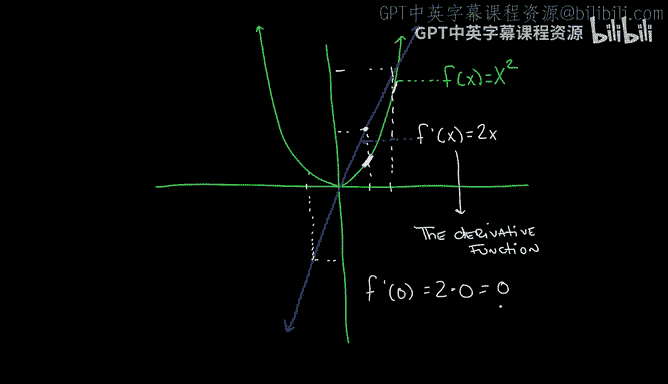 GPT中英字幕课程资源@bilibili.com
GPT中英字幕课程资源 bilibili
f(x)=x²
f'(x)=2x
THE DERIVATIVE
FUNCTION
f'(0) = 2·0 = 0